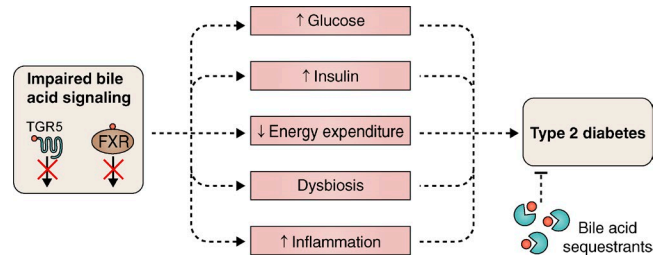 Impaired bile
acid signaling
TGR5
FXR
↑ Glucose
↑ Insulin
↓ Energy expenditure
Dysbiosis
↑ Inflammation
Type 2 diabetes
Bile acid
sequestrants